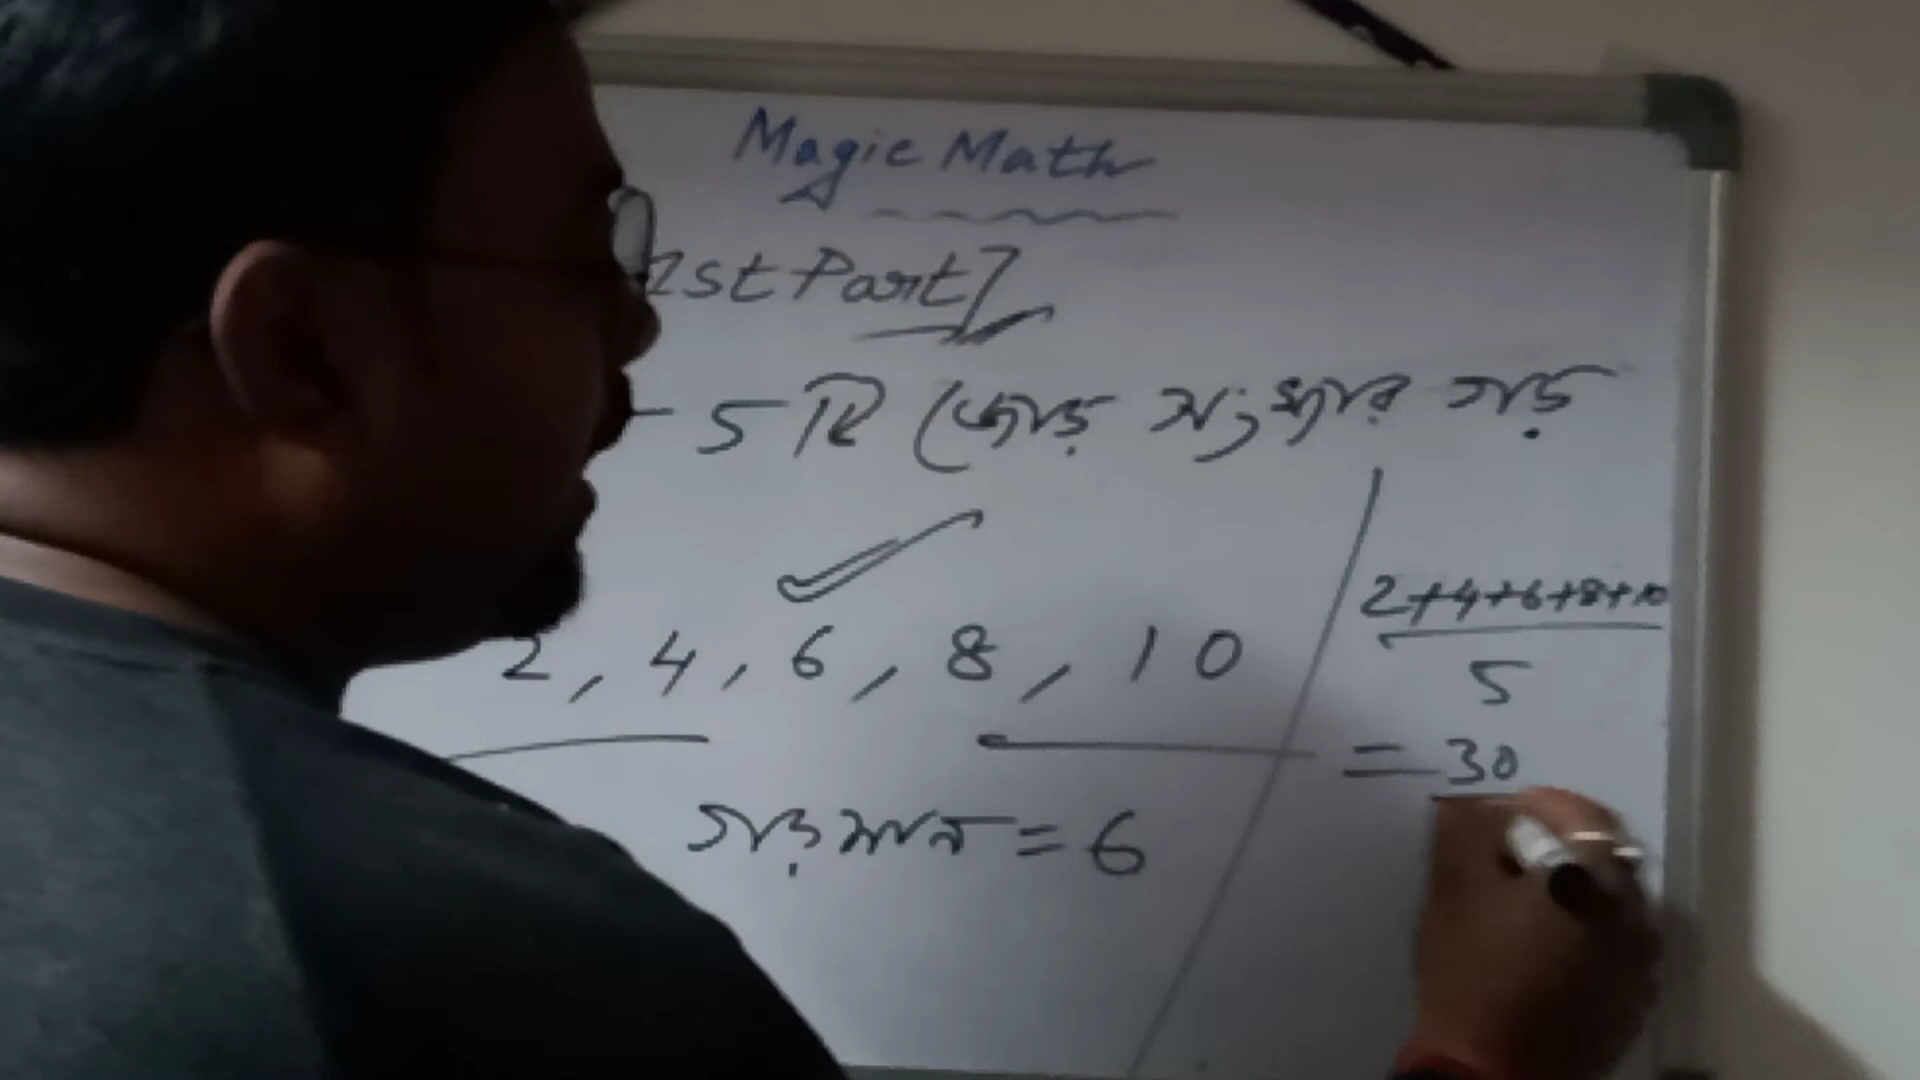 Magic Math
1st Part]
- 5 টি জোড় সংখ্যার গড়
2, 4, 6, 8, 10
গড় মান = 6
2+4+6+8+10
5
= 30